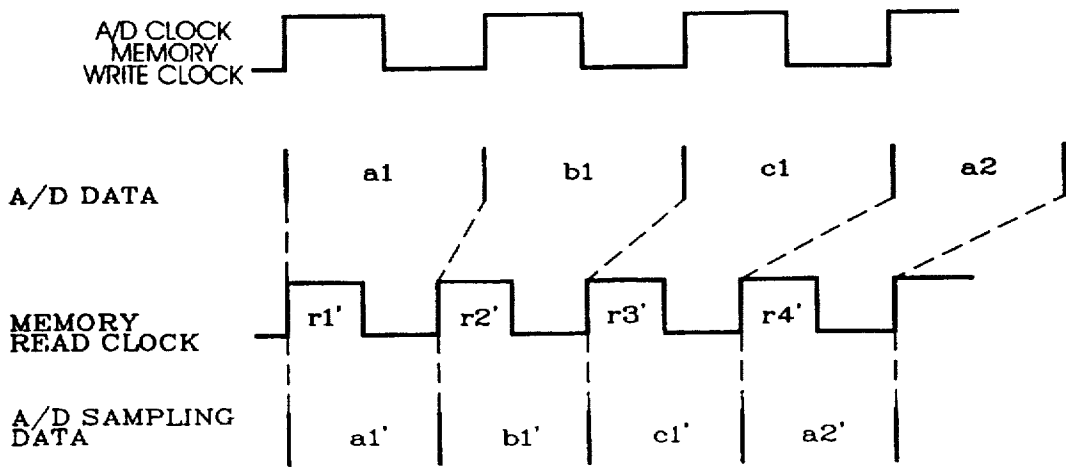 A/D CLOCK
MEMORY
WRITE CLOCK
A/D DATA
a1
b1
c1
a2
MEMORY
READ CLOCK
r1'
r2'
r3'
r4'
A/D SAMPLING
DATA
a1'
b1'
c1'
a2'